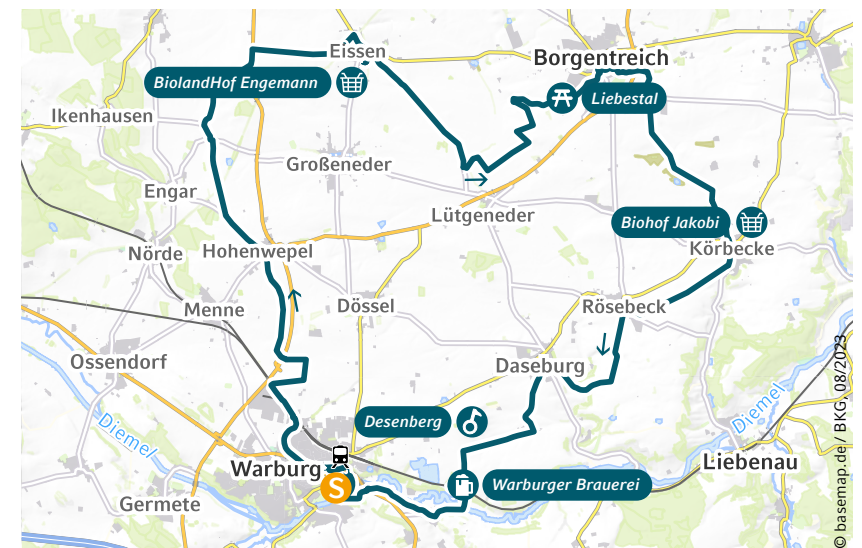 Eissen
Borgentreich
BiolandHof Engemann
Liebestal
Ikenhausen
Großeneder
Engar
Lütgeneder
Biohof Jakobi
Nörde
Hohenwepel
Körbecke
Menne
Dössel
Rösebeck
Ossendorf
Daseburg
Diemel
Desenberg
Diemel
Warburg
S
Warburger Brauerei
Liebenau
Germete
© basemap.de / BKG, 08/2023